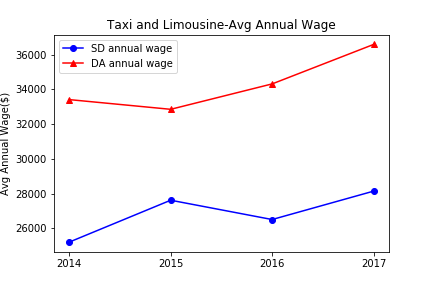 Taxi and Limousine-Avg Annual Wage
SD annual wage
DA annual wage
Avg Annual Wage($)
36000
34000
32000
30000
28000
26000
2014 2015 2016 2017